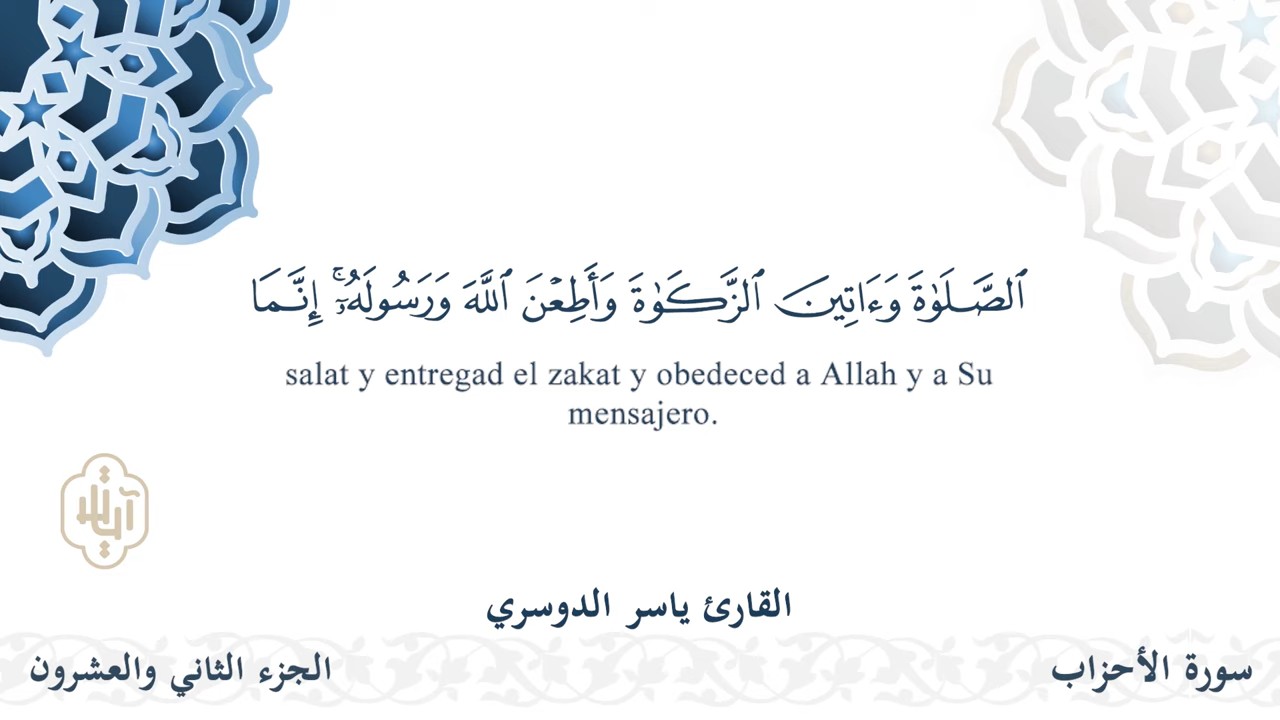 ٱلصَّلَوٰةَ وَءَاتِينَ ٱلزَّكَوٰةَ وَأَطِعْنَ ٱللَّهَ وَرَسُولَهُۥٓ ۚ إِنَّمَا
salat y entregad el zakat y obedeced a Allah y a Su
mensajero.
القارئ ياسر الدوسري
سورة الأحزاب
الجزء الثاني والعشرون